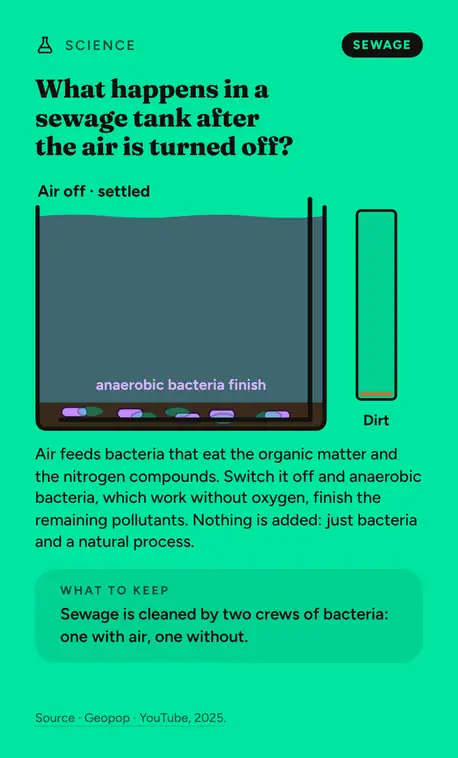 SCIENCE
SEWAGE
What happens in a
sewage tank after
the air is turned off?
Air off · settled
anaerobic bacteria finish
Dirt
Air feeds bacteria that eat the organic matter and
the nitrogen compounds. Switch it off and anaerobic
bacteria, which work without oxygen, finish the
remaining pollutants. Nothing is added: just bacteria
and a natural process.
WHAT TO KEEP
Sewage is cleaned by two crews of bacteria:
one with air, one without.
Source · Geopop · YouTube, 2025.